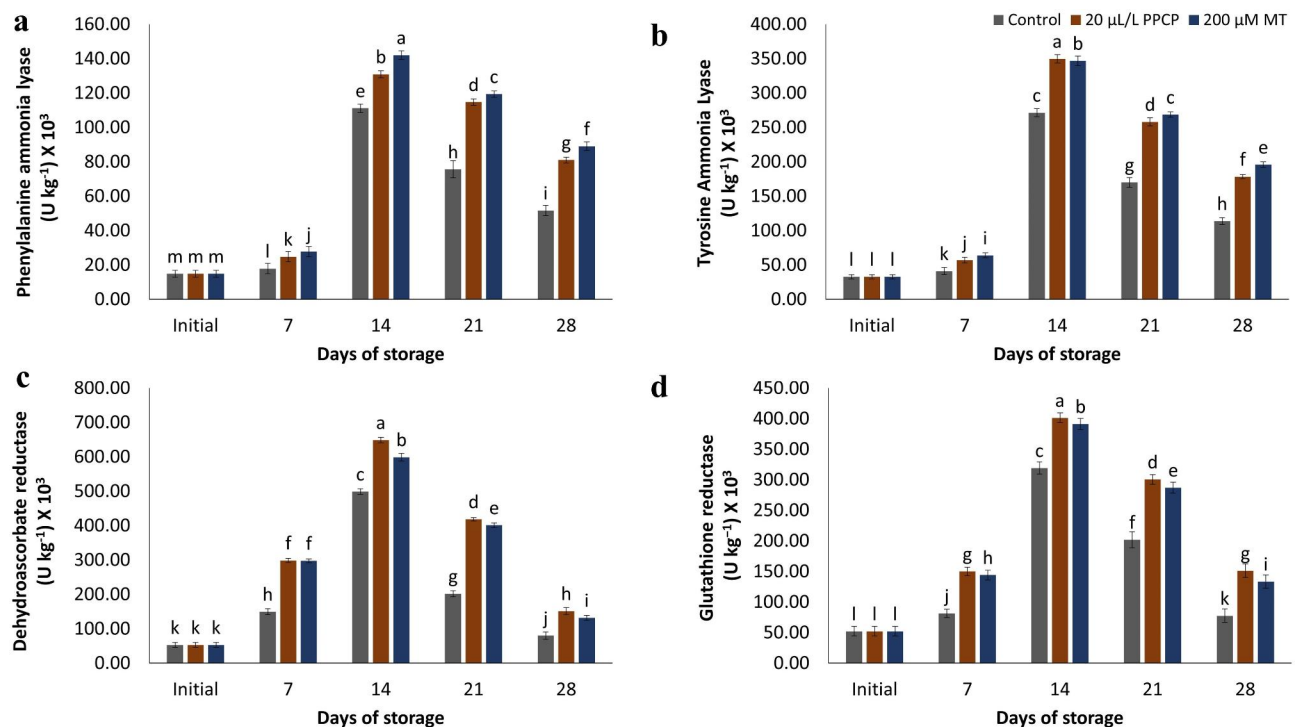 a
Phenylalanine ammonia lyase
(U kg⁻¹) X 10³
160.00
140.00
120.00
100.00
80.00
60.00
40.00
20.00
0.00
m m m
l k j
e b a
h d c
i g f
Initial 7 14 21 28
Days of storage
b
Control 20 µL/L PPCP 200 µM MT
Tyrosine Ammonia Lyase
(U kg⁻¹) X 10³
400.00
350.00
300.00
250.00
200.00
150.00
100.00
50.00
0.00
l l l
k j i
c a b
g d c
h f e
Initial 7 14 21 28
Days of storage
c
Dehydroascorbate reductase
(U kg⁻¹) X 10³
800.00
700.00
600.00
500.00
400.00
300.00
200.00
100.00
0.00
k k k
h f f
c a b
g d e
j h i
Initial 7 14 21 28
Days of storage
d
Glutathione reductase
(U kg⁻¹) X 10³
450.00
400.00
350.00
300.00
250.00
200.00
150.00
100.00
50.00
0.00
l l l
j g h
c a b
f d e
k g i
Initial 7 14 21 28
Days of storage